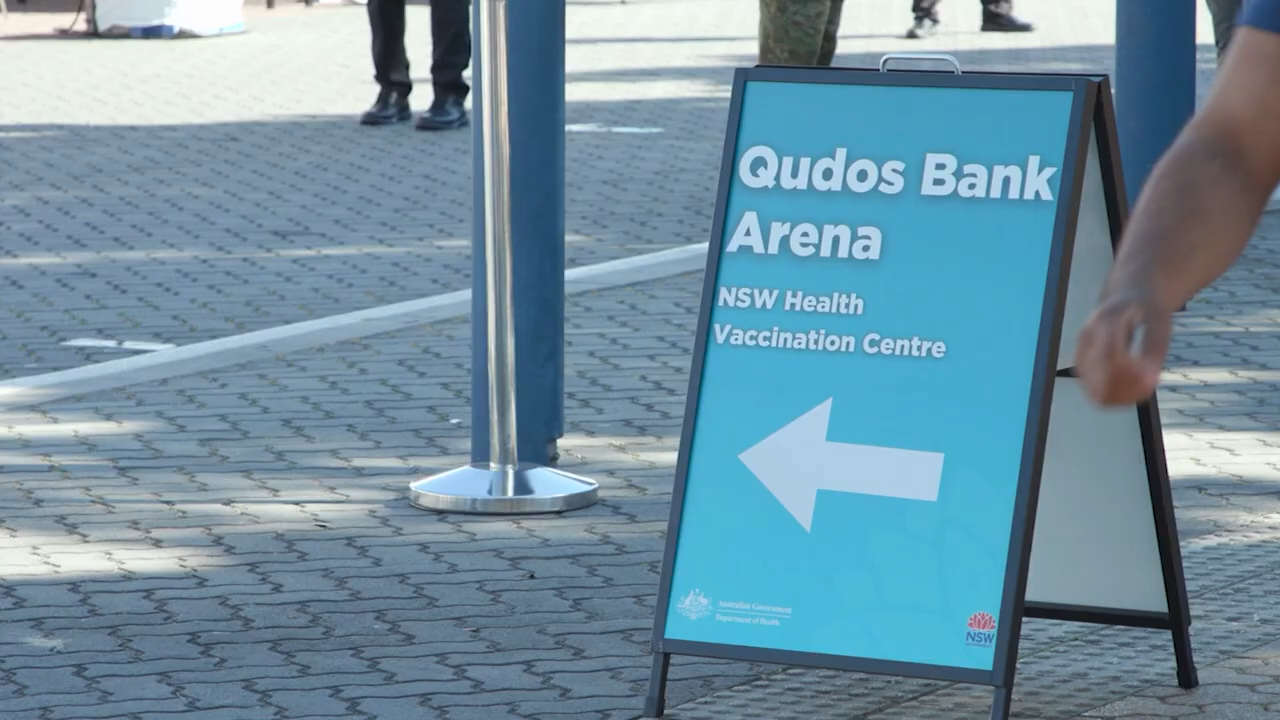 Qudos Bank
Arena
NSW Health
Vaccination Centre
Australian Government
Department of Health
NSW